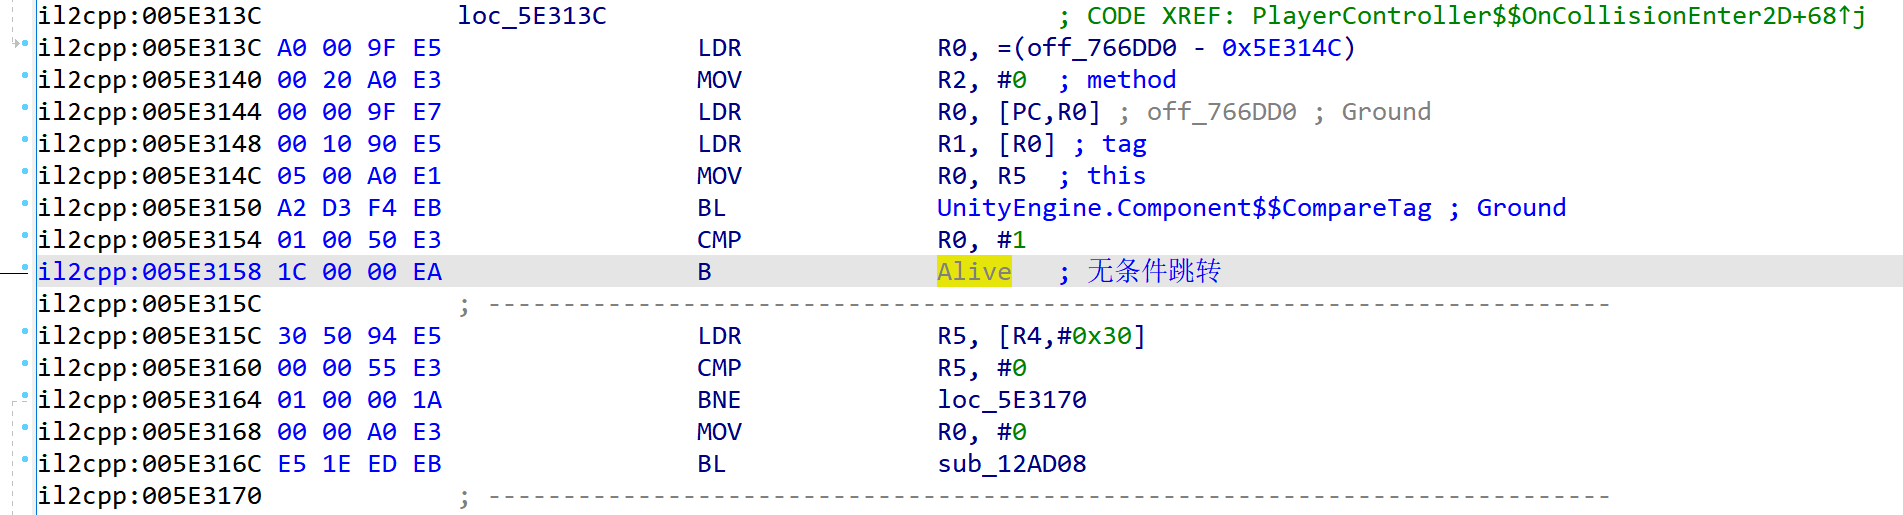 il2cpp:005E313C loc_5E313C ; CODE XREF: PlayerController$$OnCollisionEnter2D+68↑j
il2cpp:005E313C A0 00 9F E5 LDR R0, =(off_766DD0 - 0x5E314C)
il2cpp:005E3140 00 20 A0 E3 MOV R2, #0 ; method
il2cpp:005E3144 00 00 9F E7 LDR R0, [PC,R0] ; off_766DD0 ; Ground
il2cpp:005E3148 00 10 90 E5 LDR R1, [R0] ; tag
il2cpp:005E314C 05 00 A0 E1 MOV R0, R5 ; this
il2cpp:005E3150 A2 D3 F4 EB BL UnityEngine.Component$$CompareTag ; Ground
il2cpp:005E3154 01 00 50 E3 CMP R0, #1
il2cpp:005E3158 1C 00 00 EA B Alive ; 无条件跳转
il2cpp:005E315C ; ---------------------------------------------------------------------------
il2cpp:005E315C 30 50 94 E5 LDR R5, [R4,#0x30]
il2cpp:005E3160 00 00 55 E3 CMP R5, #0
il2cpp:005E3164 01 00 00 1A BNE loc_5E3170
il2cpp:005E3168 00 00 A0 E3 MOV R0, #0
il2cpp:005E316C E5 1E ED EB BL sub_12AD08
il2cpp:005E3170 ; ---------------------------------------------------------------------------